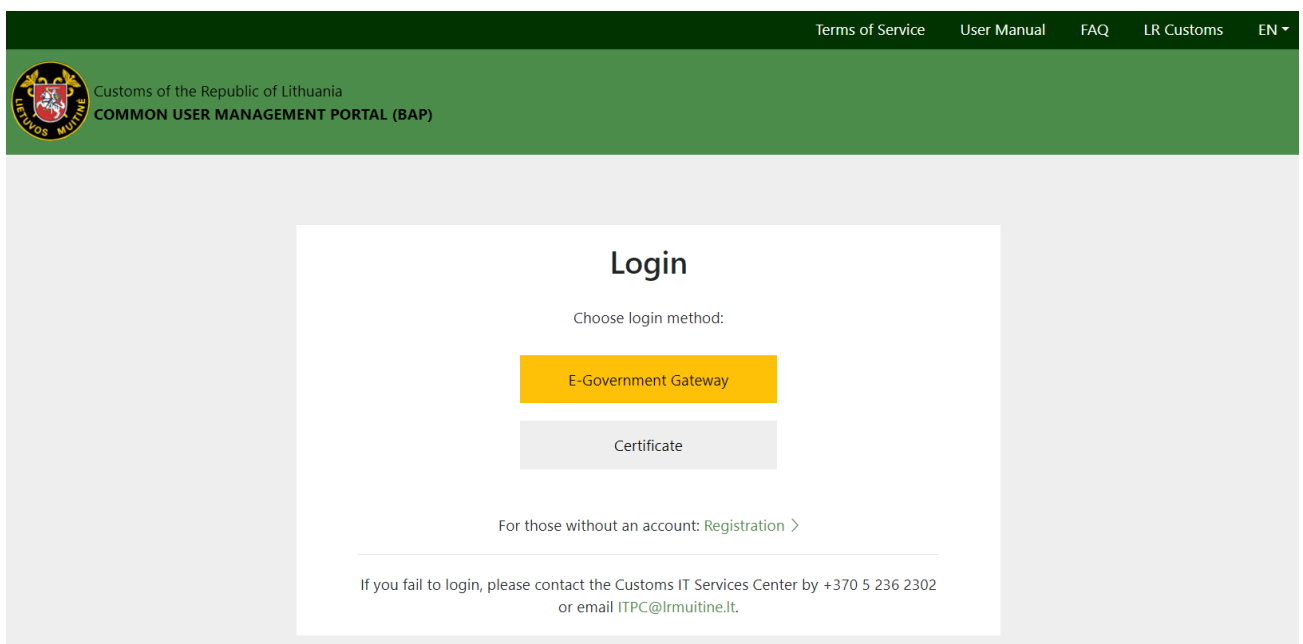 Terms of Service User Manual FAQ LR Customs EN
LIETUVOS MUITINĖ
Customs of the Republic of Lithuania
COMMON USER MANAGEMENT PORTAL (BAP)
Login
Choose login method:
E-Government Gateway
Certificate
For those without an account: Registration
If you fail to login, please contact the Customs IT Services Center by +370 5 236 2302
or email ITPC@lrmuitine.lt.